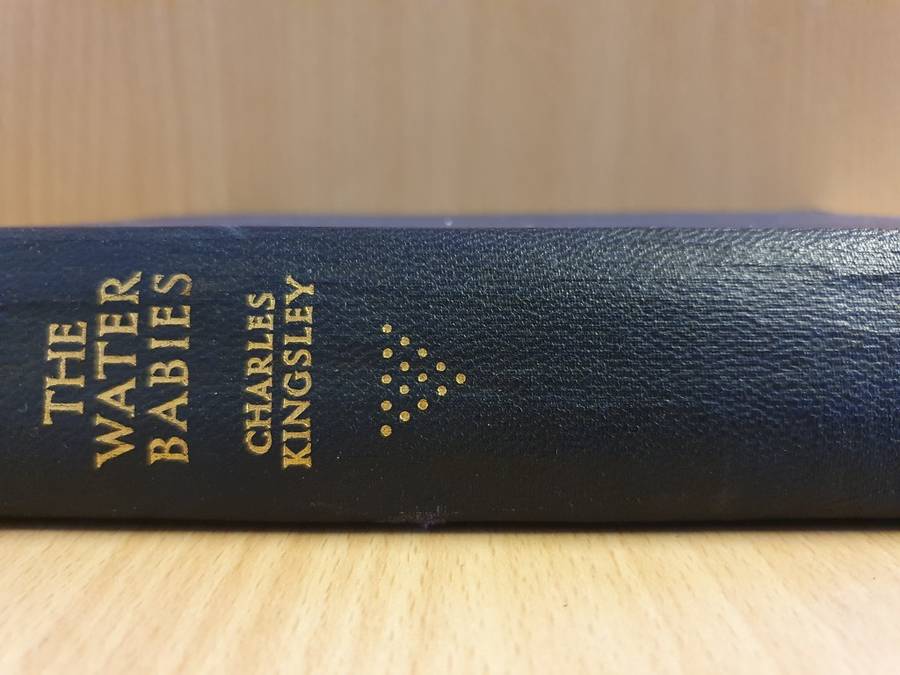 THE
WATER
BABIES
CHARLES
KINGSLEY